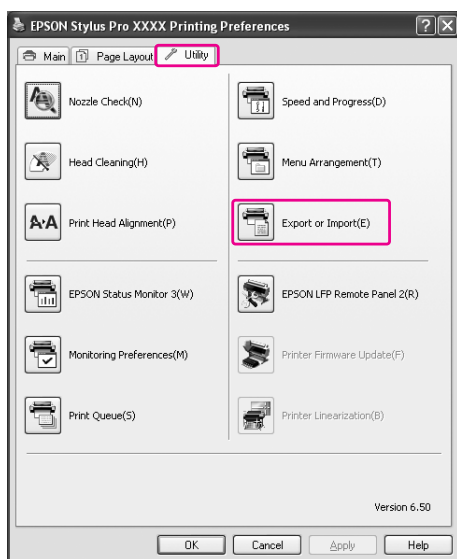 EPSON Stylus Pro XXXX Printing Preferences
Main Page Layout Utility
Nozzle Check(N)
Speed and Progress(D)
Head Cleaning(H)
Menu Arrangement(T)
Print Head Alignment(P)
Export or Import(E)
EPSON Status Monitor 3(W)
EPSON LFP Remote Panel 2(R)
Monitoring Preferences(M)
Printer Firmware Update(F)
Print Queue(S)
Printer Linearization(B)
Version 6.50
OK Cancel Apply Help